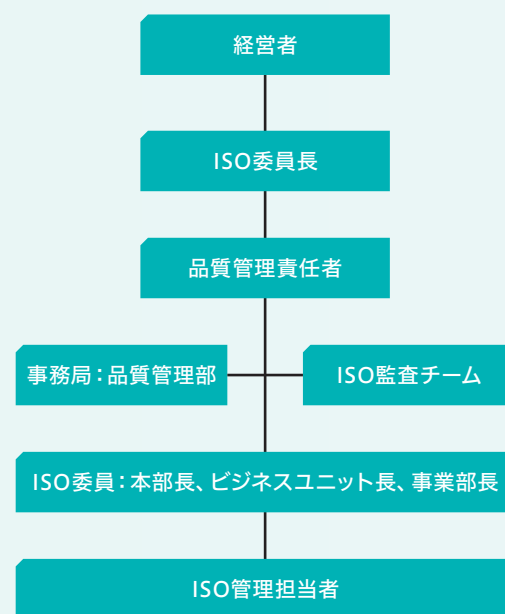 経営者
ISO委員長
品質管理責任者
事務局：品質管理部
ISO監査チーム
ISO委員：本部長、ビジネスユニット長、事業部長
ISO管理担当者